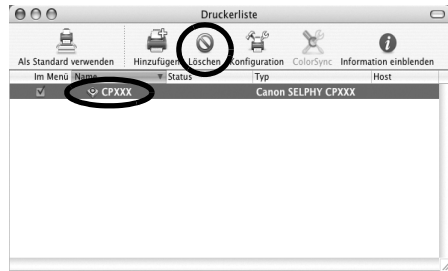 Druckerliste
Als Standard verwenden Hinzufügen Löschen Konfiguration ColorSync Information einblenden
Im Menü Name Status Typ Host
CPXXX Canon SELPHY CPXXX